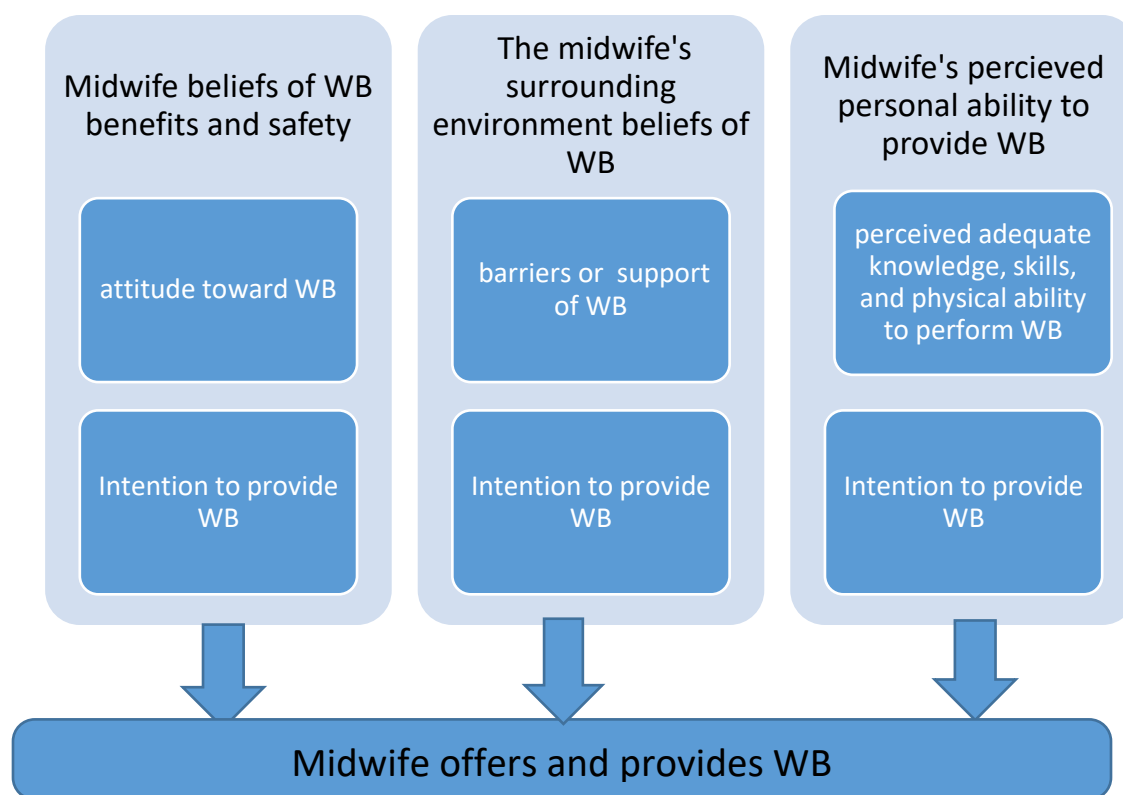 Midwife beliefs of WB
benefits and safety
attitude toward WB
Intention to provide
WB
The midwife's
surrounding
environment beliefs of
WB
barriers or  support
of WB
Intention to provide
WB
Midwife's percieved
personal ability to
provide WB
perceived adequate
knowledge, skills,
and physical ability
to perform WB
Intention to provide
WB
Midwife offers and provides WB